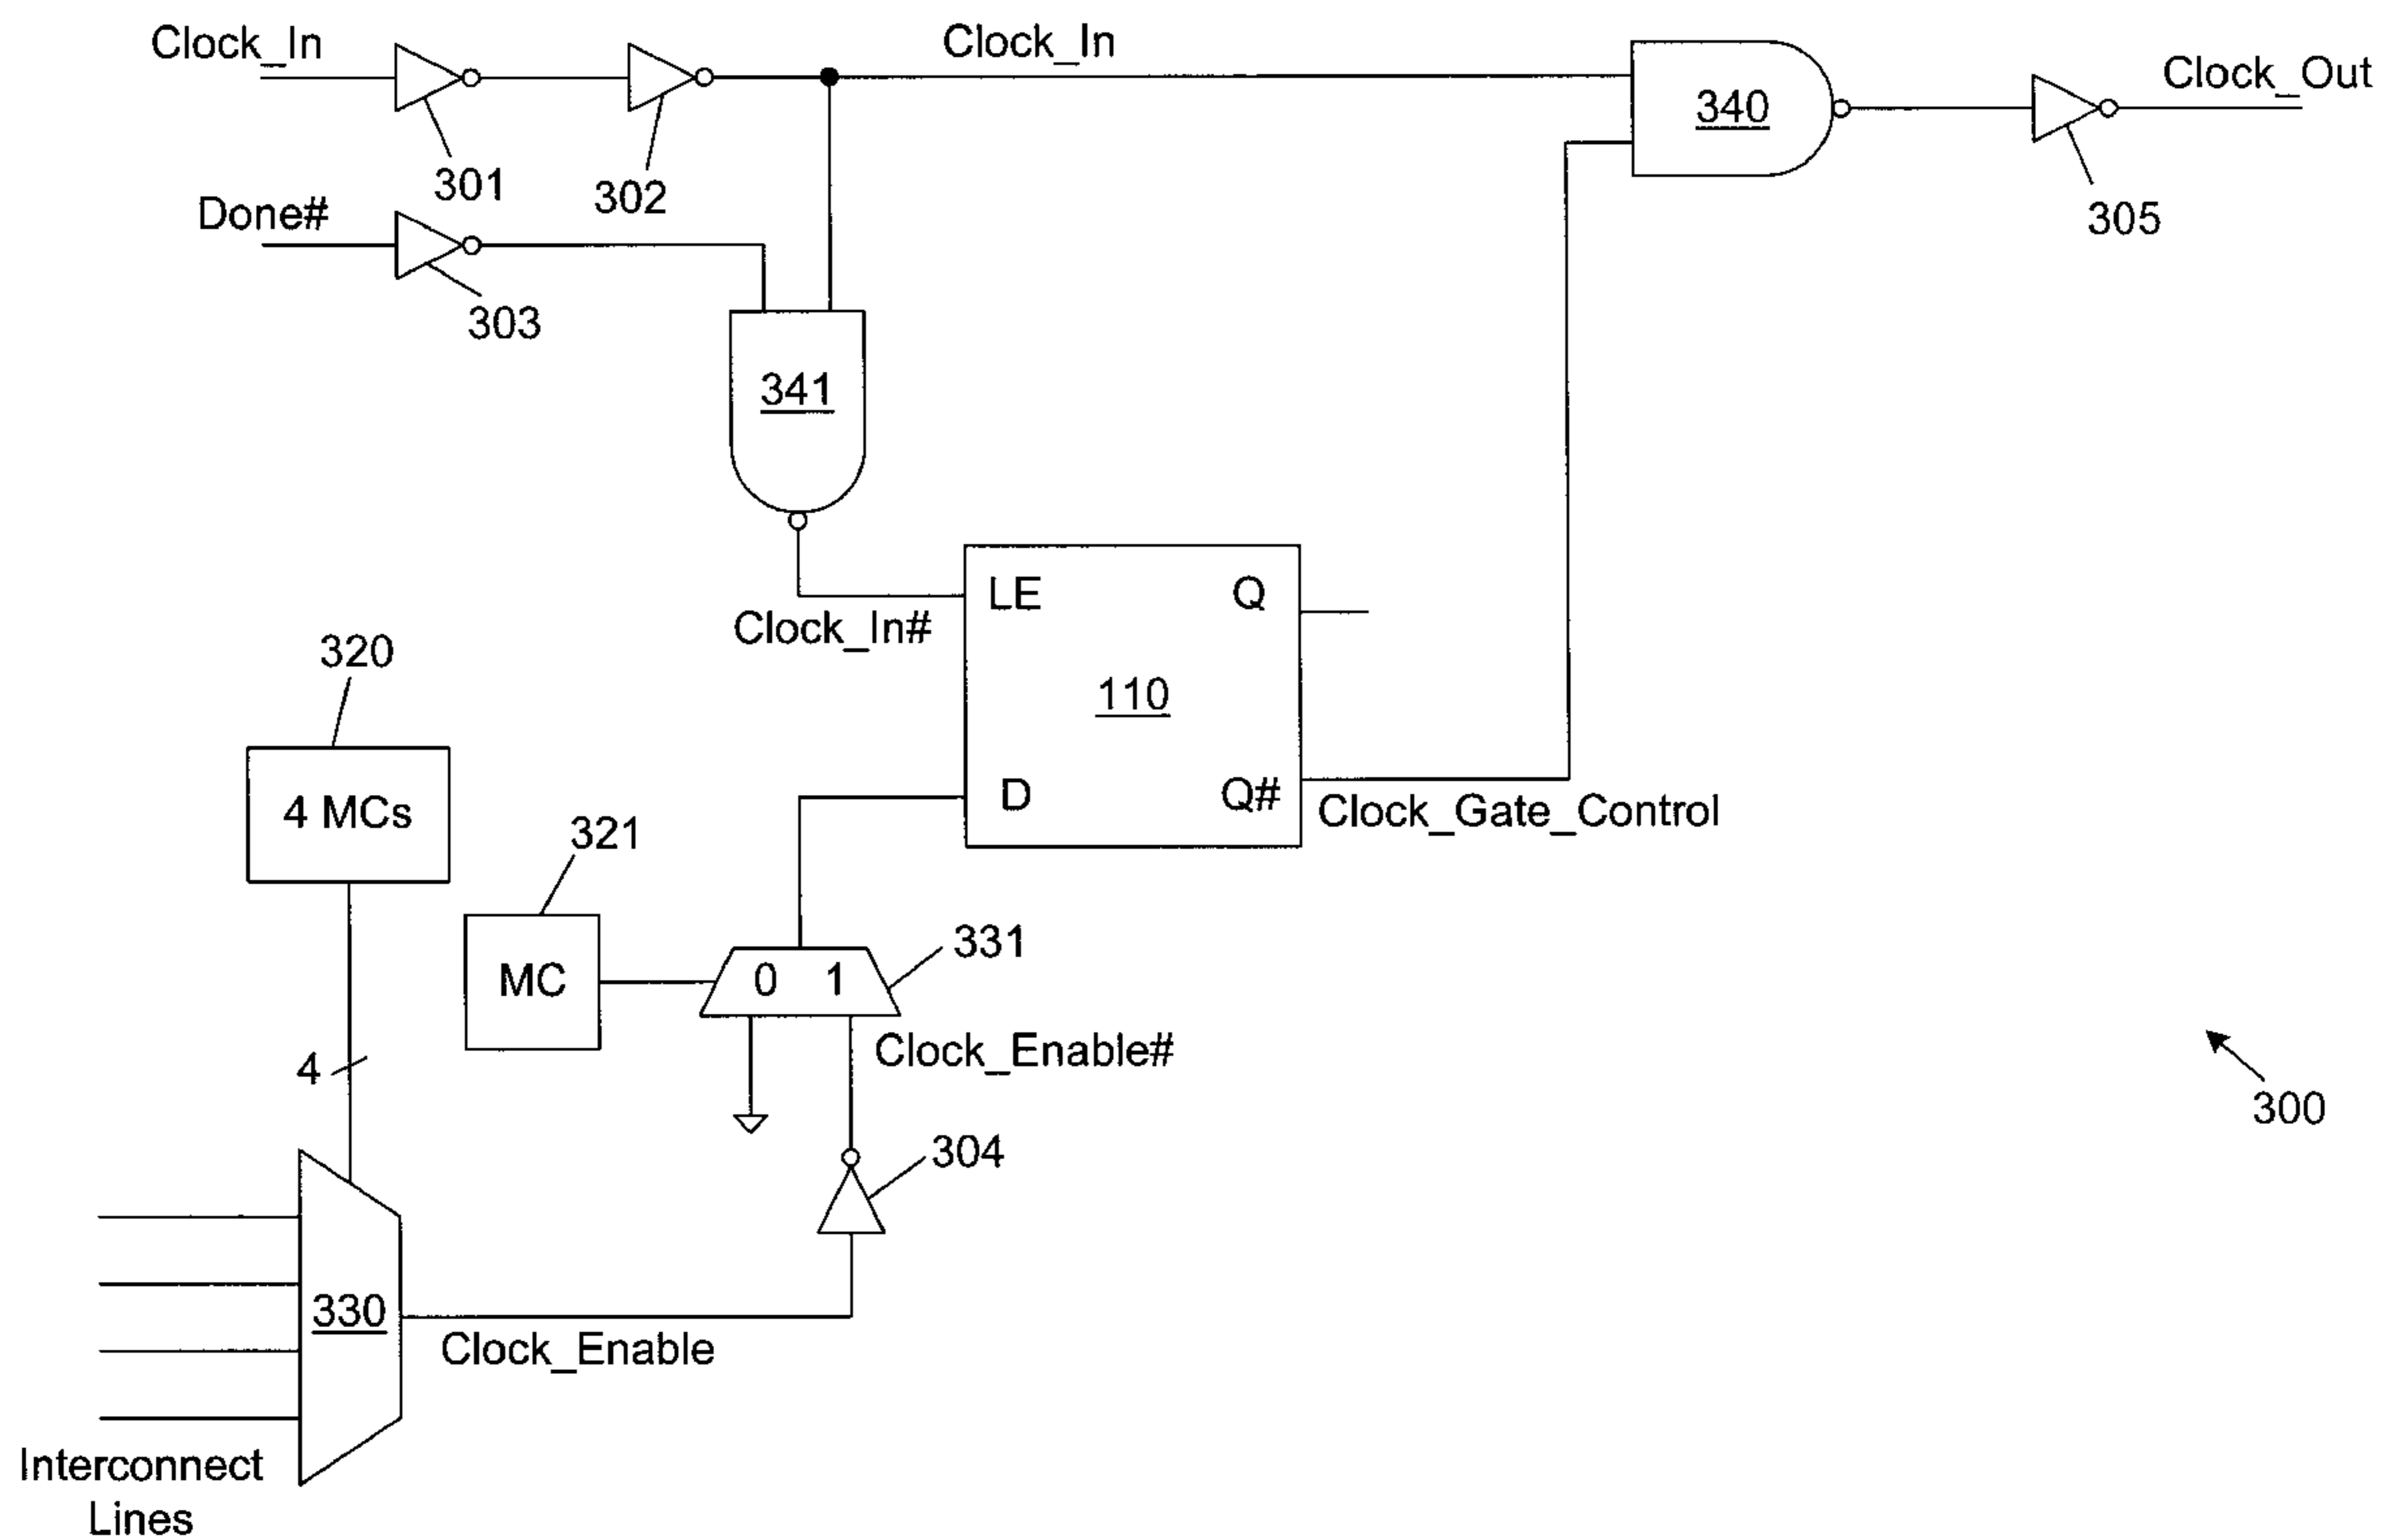 Clock_In
Clock_In
Clock_Out
340
301
302
305
Done#
303
341
LE
Q
Clock_In#
320
110
4 MCs
D
Q#
Clock_Gate_Control
321
331
MC
0
1
Clock_Enable#
4
300
304
330
Clock_Enable
Interconnect
Lines